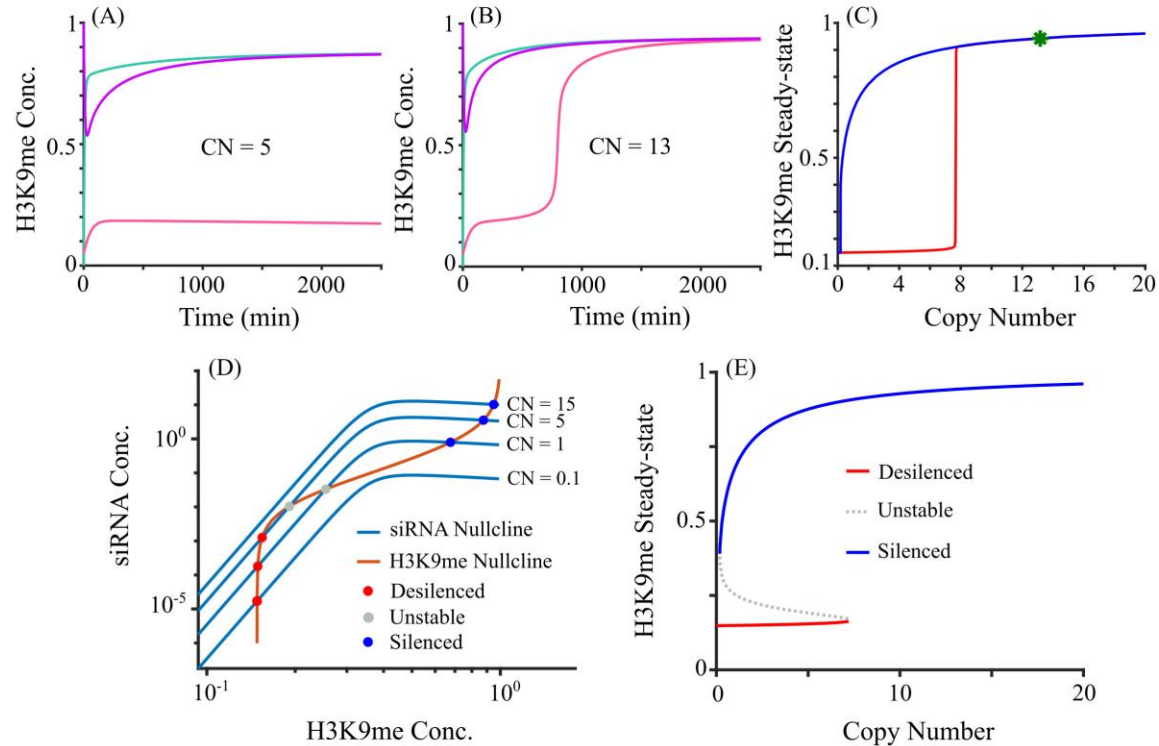 (A)
1
0.5
0
H3K9me Conc.
CN = 5
0 1000 2000
Time (min)
(B)
1
0.5
0
H3K9me Conc.
CN = 13
0 1000 2000
Time (min)
(C)
1
0.5
0.1
H3K9me Steady-state
0 4 8 12 16 20
Copy Number
(D)
10^0
10^-5
siRNA Conc.
CN = 15
CN = 5
CN = 1
CN = 0.1
siRNA Nullcline
H3K9me Nullcline
Desilenced
Unstable
Silenced
10^-1 10^0
H3K9me Conc.
(E)
1
0.5
0
H3K9me Steady-state
Desilenced
Unstable
Silenced
0 10 20
Copy Number